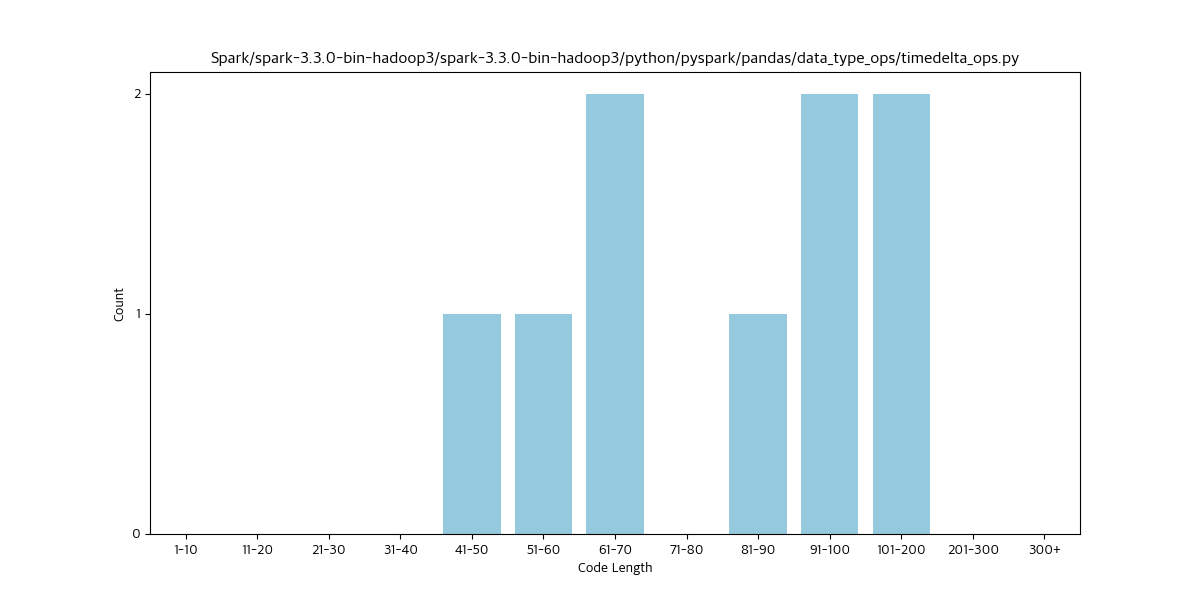 Spark/spark-3.3.0-bin-hadoop3/spark-3.3.0-bin-hadoop3/python/pyspark/pandas/data_type_ops/timedelta_ops.py
2
1
0
Count
1-10 11-20 21-30 31-40 41-50 51-60 61-70 71-80 81-90 91-100 101-200 201-300 300+
Code Length